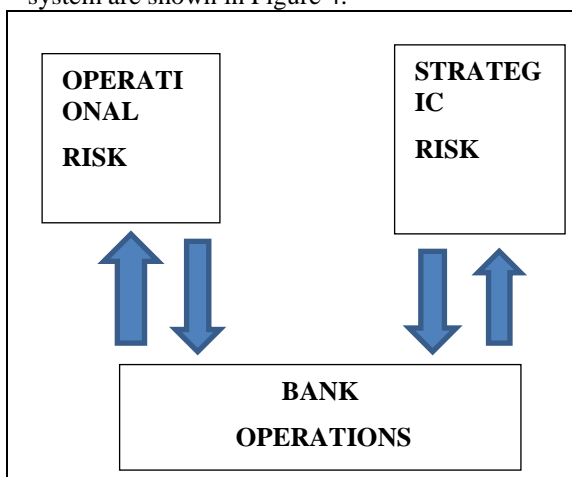 system are shown in Figure 4.
OPERATI
ONAL
RISK
STRATEG
IC
RISK
BANK
OPERATIONS